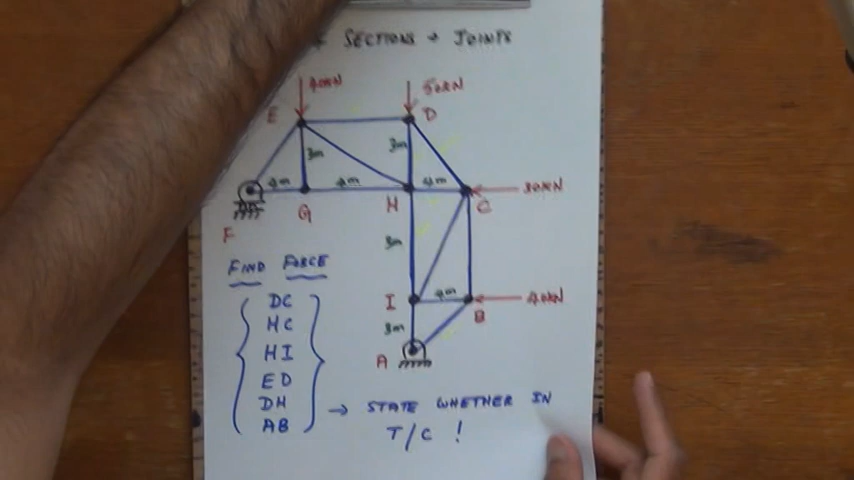 SECTIONS + JOINTS
40kN
50kN
E
D
3m
3m
4m
4m
4m
30kN
F
G
H
C
3m
FIND FORCE
DC
HC
HI
ED
DH
AB
I
4m
B
40kN
3m
A
→ STATE WHETHER IN
T/C !